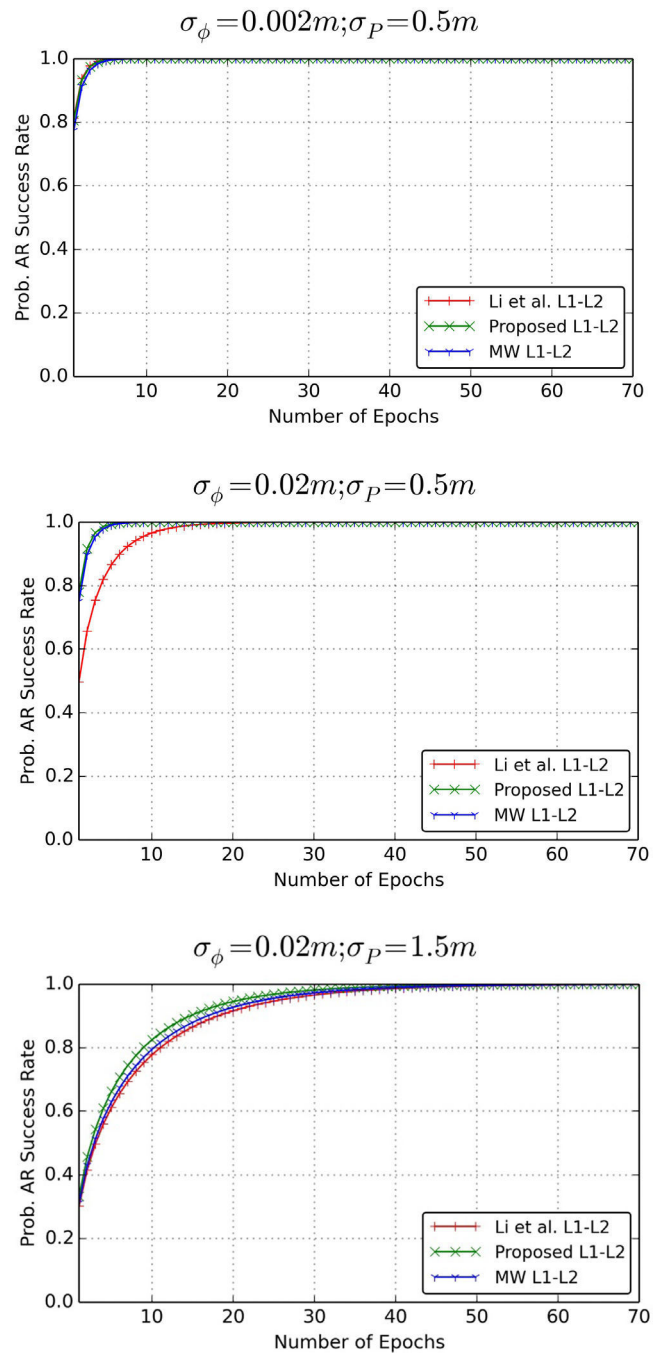 σ_ϕ=0.002m;σ_P=0.5m
1.0
0.8
0.6
0.4
0.2
0.0
Prob. AR Success Rate
Li et al. L1-L2
Proposed L1-L2
MW L1-L2
10 20 30 40 50 60 70
Number of Epochs
σ_ϕ=0.02m;σ_P=0.5m
1.0
0.8
0.6
0.4
0.2
0.0
Prob. AR Success Rate
Li et al. L1-L2
Proposed L1-L2
MW L1-L2
10 20 30 40 50 60 70
Number of Epochs
σ_ϕ=0.02m;σ_P=1.5m
1.0
0.8
0.6
0.4
0.2
0.0
Prob. AR Success Rate
Li et al. L1-L2
Proposed L1-L2
MW L1-L2
10 20 30 40 50 60 70
Number of Epochs